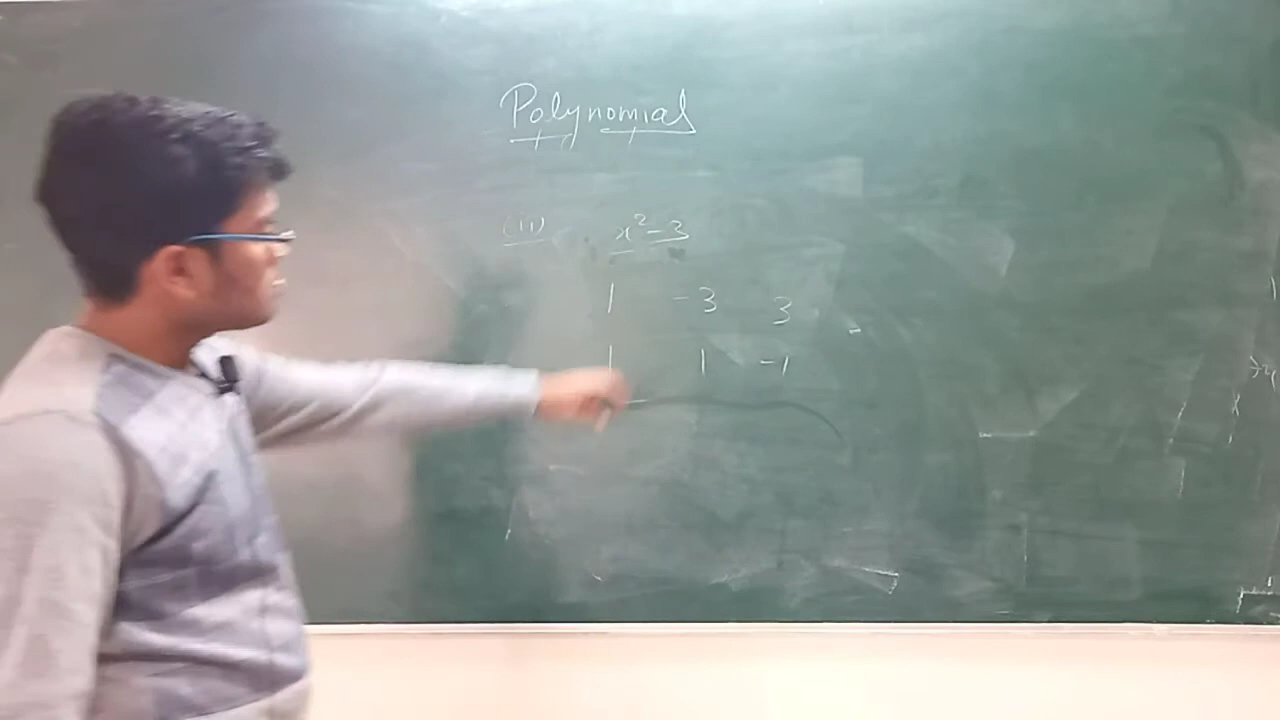 Polynomial
(ii) x²-3
1 -3 3
1 1 -1